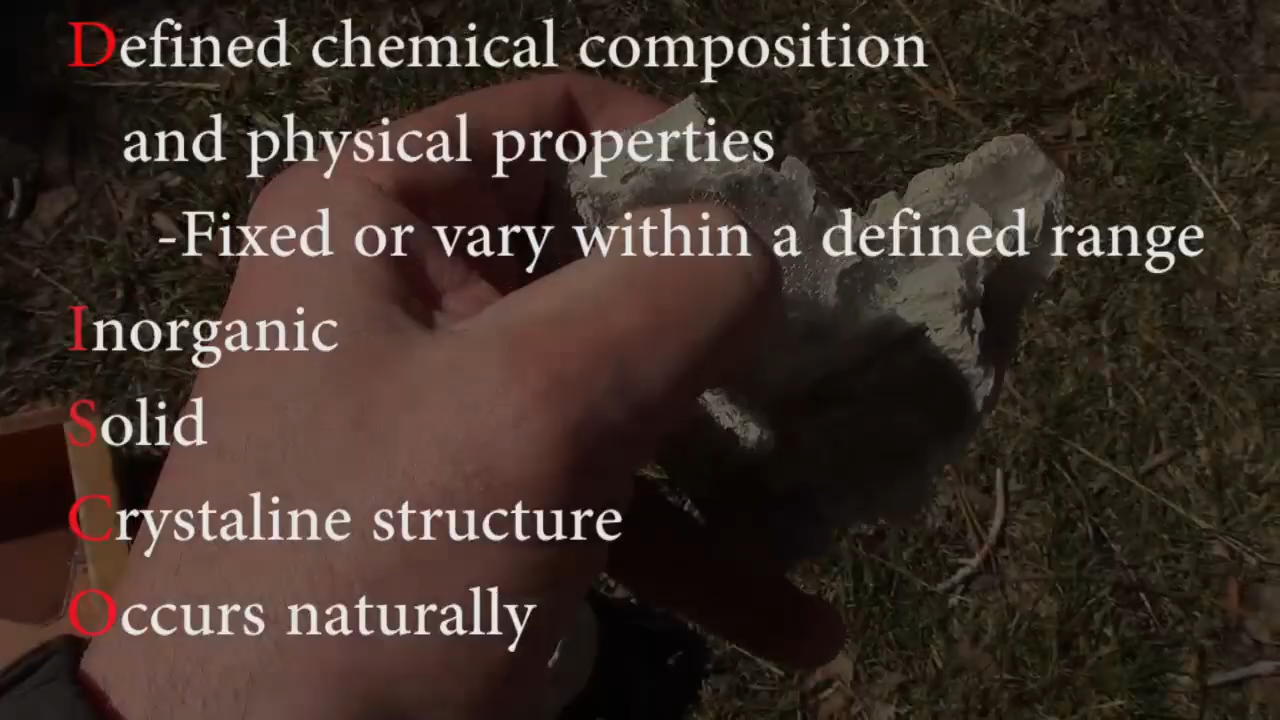 Defined chemical composition
and physical properties
-Fixed or vary within a defined range
Inorganic
Solid
Crystaline structure
Occurs naturally